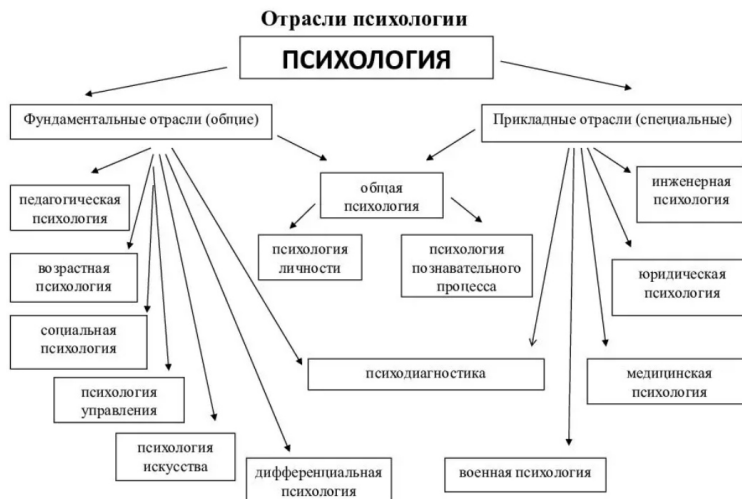 Отрасли психологии
ПСИХОЛОГИЯ
Фундаментальные отрасли (общие)
Прикладные отрасли (специальные)
педагогическая
психология
общая
психология
инженерная
психология
возрастная
психология
психология
личности
психология
познавательного
процесса
юридическая
психология
социальная
психология
психодиагностика
медицинская
психология
психология
управления
психология
искусства
дифференциальная
психология
военная психология